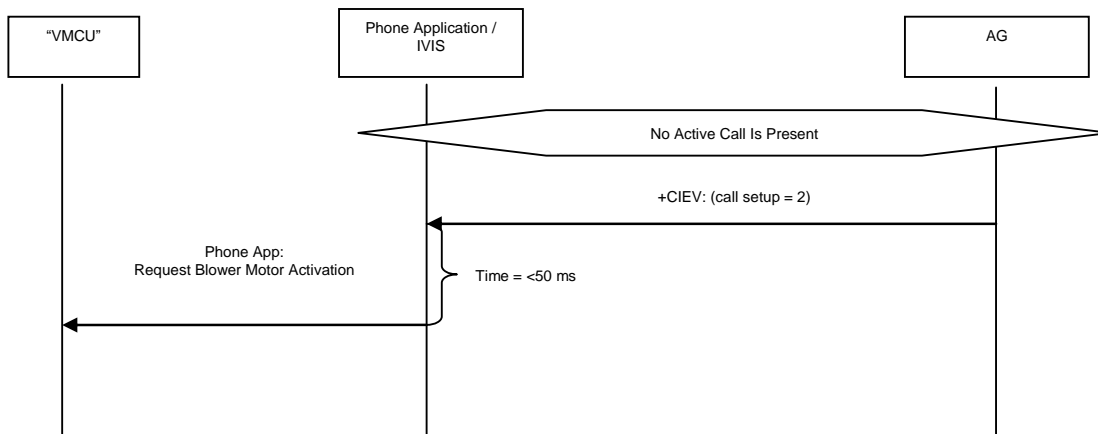 “VMCU”
Phone Application /
IVIS
AG
No Active Call Is Present
+CIEV: (call setup = 2)
Phone App:
Request Blower Motor Activation
Time = <50 ms